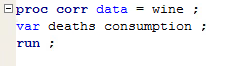 proc corr data = wine ;
var deaths consumption ;
run ;